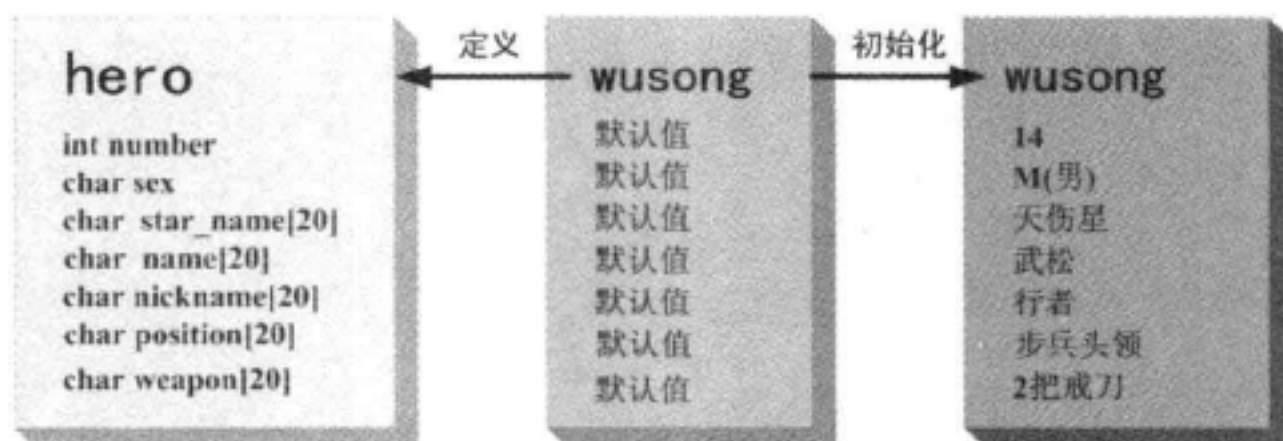 hero
int number
char sex
char star_name[20]
char name[20]
char nickname[20]
char position[20]
char weapon[20]
定义
wusong
默认值
默认值
默认值
默认值
默认值
默认值
默认值
初始化
wusong
14
M(男)
天伤星
武松
行者
步兵头领
2把戒刀